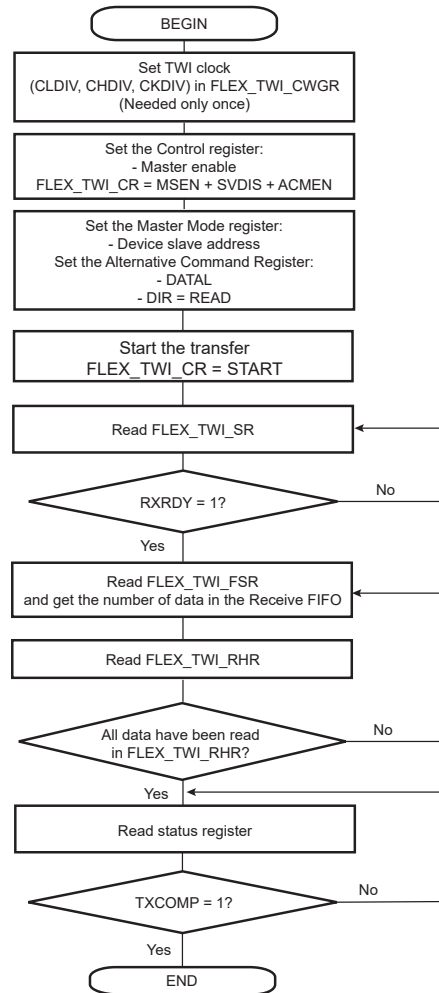 BEGIN
Set TWI clock
(CLDIV, CHDIV, CKDIV) in FLEX_TWI_CWGR
(Needed only once)
Set the Control register:
- Master enable
FLEX_TWI_CR = MSEN + SVDIS + ACMEN
Set the Master Mode register:
- Device slave address
Set the Alternative Command Register:
- DATAL
- DIR = READ
Start the transfer
FLEX_TWI_CR = START
Read FLEX_TWI_SR
RXRDY = 1?
No
Yes
Read FLEX_TWI_FSR
and get the number of data in the Receive FIFO
Read FLEX_TWI_RHR
All data have been read
in FLEX_TWI_RHR?
No
Yes
Read status register
TXCOMP = 1?
No
Yes
END